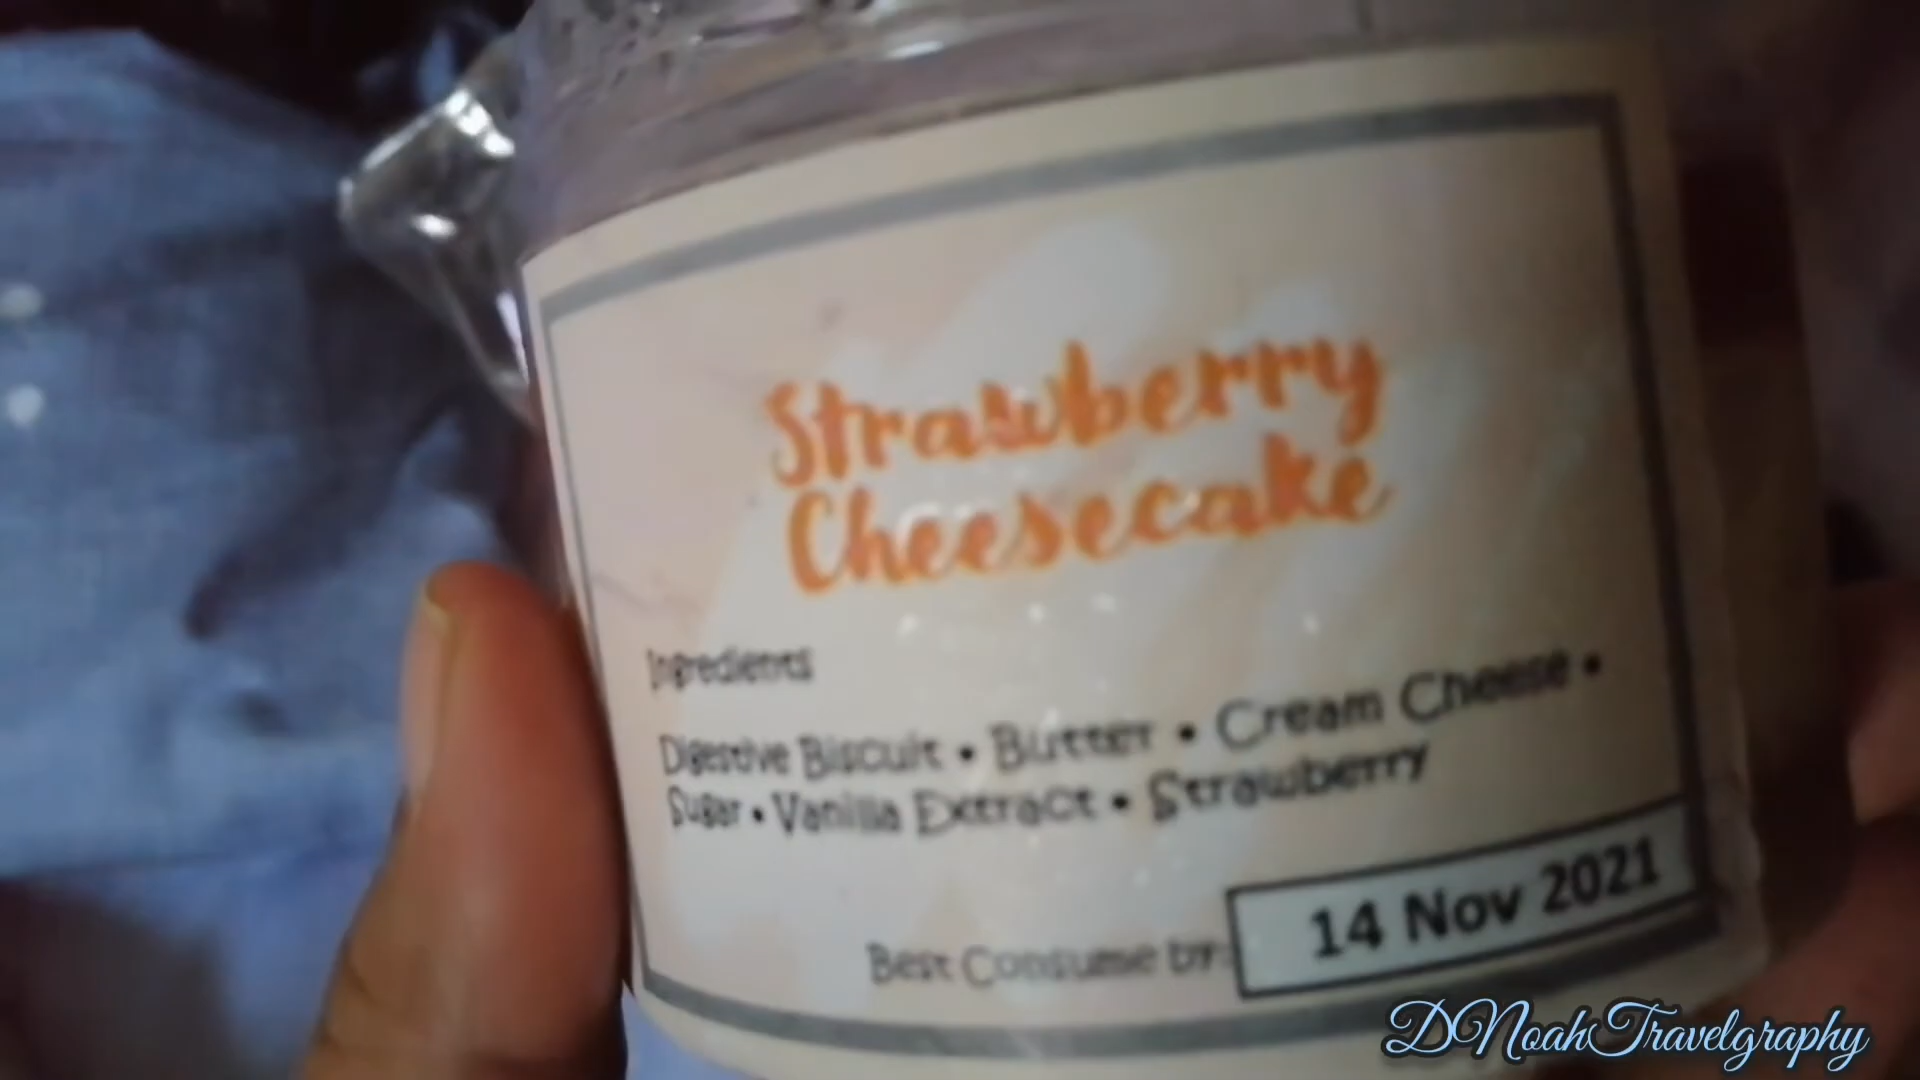 Strawberry
Cheesecake
Ingredients
Digestive Biscuit • Butter • Cream Cheese •
Sugar • Vanilla Extract • Strawberry
Best Consume by: 14 Nov 2021
DNoahTravelgraphy